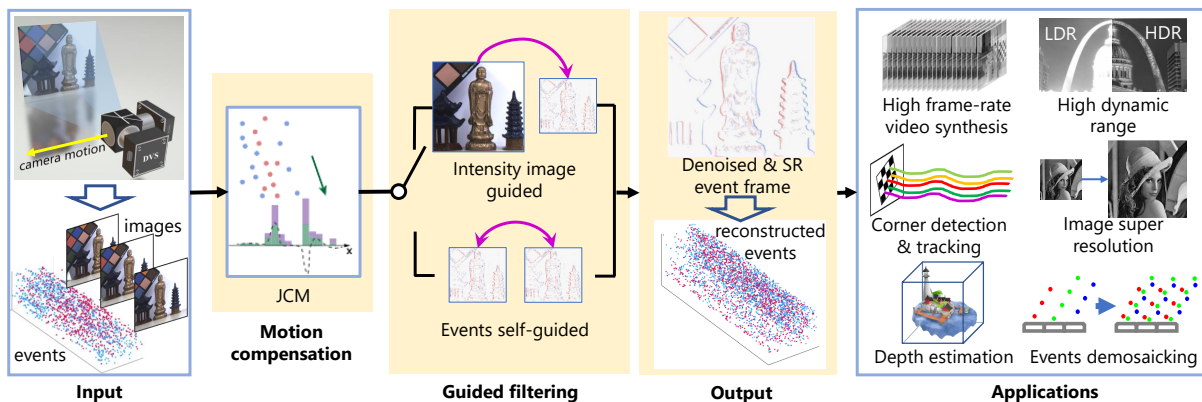 camera motion
DVS
images
events
Input
x
JCM
Motion
compensation
Intensity image
guided
Events self-guided
Guided filtering
Denoised & SR
event frame
reconstructed
events
Output
High frame-rate
video synthesis
LDR
HDR
High dynamic
range
Corner detection
& tracking
Image super
resolution
Depth estimation
Events demosaicking
Applications